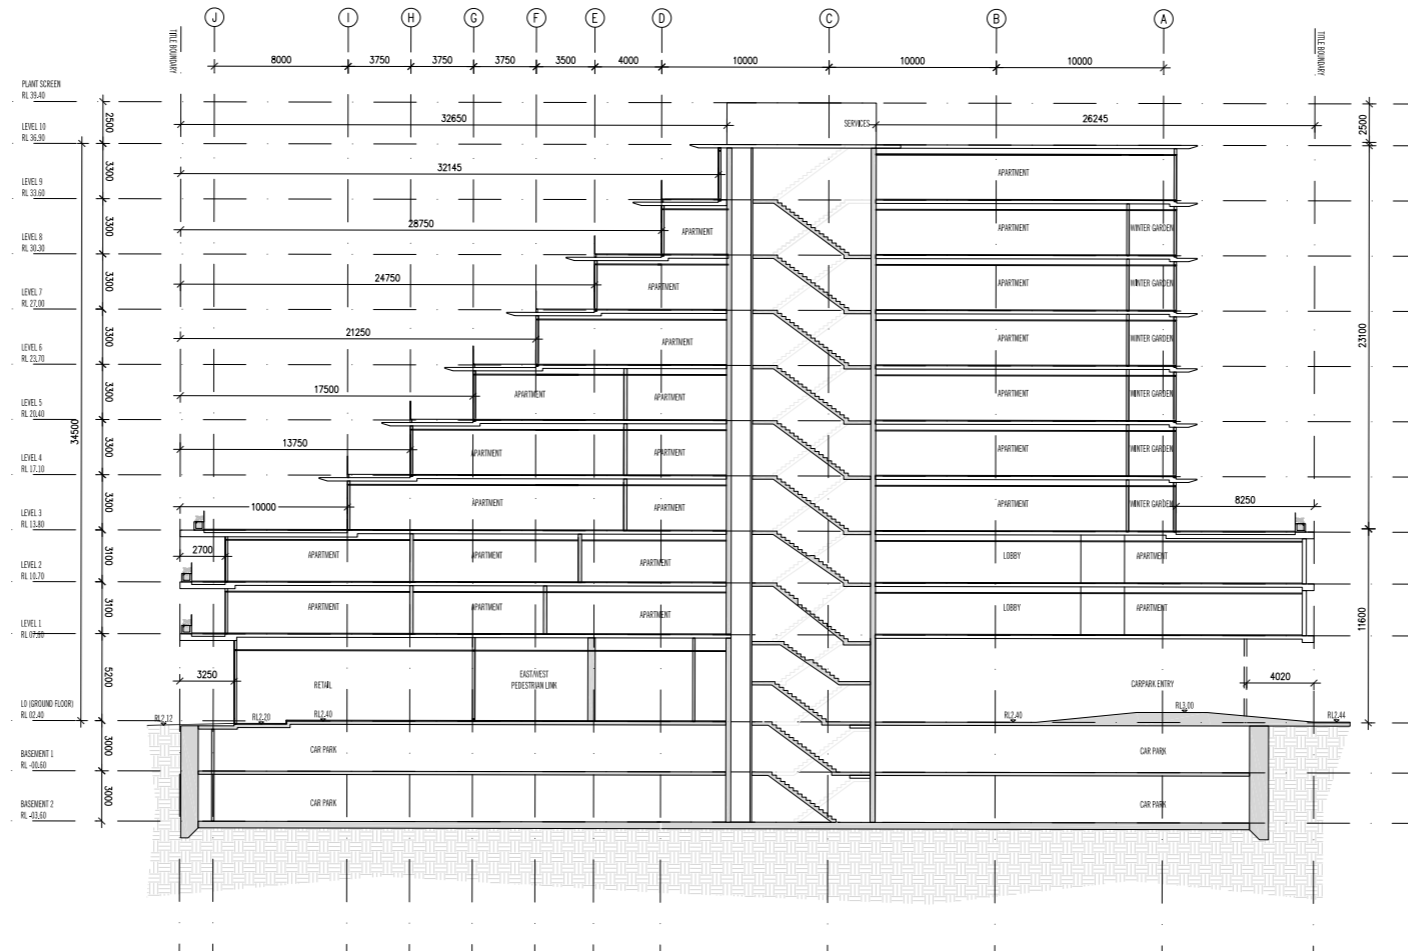 J I H G F E D C B A
TITLE BOUNDARY
TITLE BOUNDARY
8000 3750 3750 3750 3500 4000 10000 10000 10000
PLANT SCREEN
RL 39.40
2500
32650
SERVICES
26245
2500
LEVEL 10
RL 36.90
3300
32145
APARTMENT
LEVEL 9
RL 33.60
3300
28750
APARTMENT
APARTMENT
WINTER GARDEN
LEVEL 8
RL 30.30
3300
24750
APARTMENT
APARTMENT
WINTER GARDEN
LEVEL 7
RL 27.00
3300
21250
APARTMENT
APARTMENT
WINTER GARDEN
23100
LEVEL 6
RL 23.70
3300
17500
APARTMENT
APARTMENT
APARTMENT
WINTER GARDEN
LEVEL 5
RL 20.40
34500
3300
13750
APARTMENT
APARTMENT
APARTMENT
WINTER GARDEN
LEVEL 4
RL 17.10
3300
10000
APARTMENT
APARTMENT
APARTMENT
WINTER GARDEN
8250
LEVEL 3
RL 13.80
3100
2700
APARTMENT
APARTMENT
APARTMENT
LOBBY
APARTMENT
LEVEL 2
RL 10.70
3100
APARTMENT
APARTMENT
APARTMENT
LOBBY
APARTMENT
11600
LEVEL 1
RL 07.60
5200
3250
RETAIL
EAST/WEST
PEDESTRIAN LINK
CARPARK ENTRY
4020
L0 (GROUND FLOOR)
RL 02.40
RL2.12
RL2.20
RL2.40
RL2.40
RL3.00
RL2.44
3000
CAR PARK
CAR PARK
BASEMENT 1
RL -00.60
3000
CAR PARK
CAR PARK
BASEMENT 2
RL -03.60